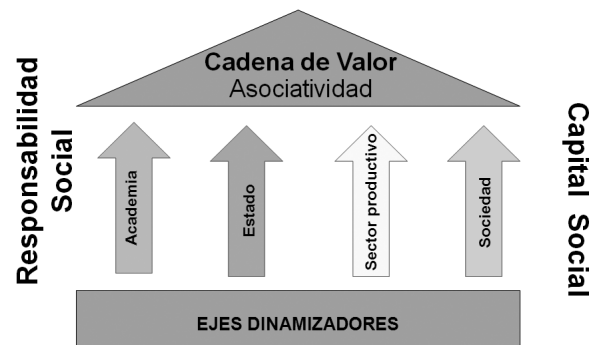 Cadena de Valor
Asociatividad
Responsabilidad
Social
Academia
Estado
Sector productivo
Sociedad
Capital Social
EJES DINAMIZADORES